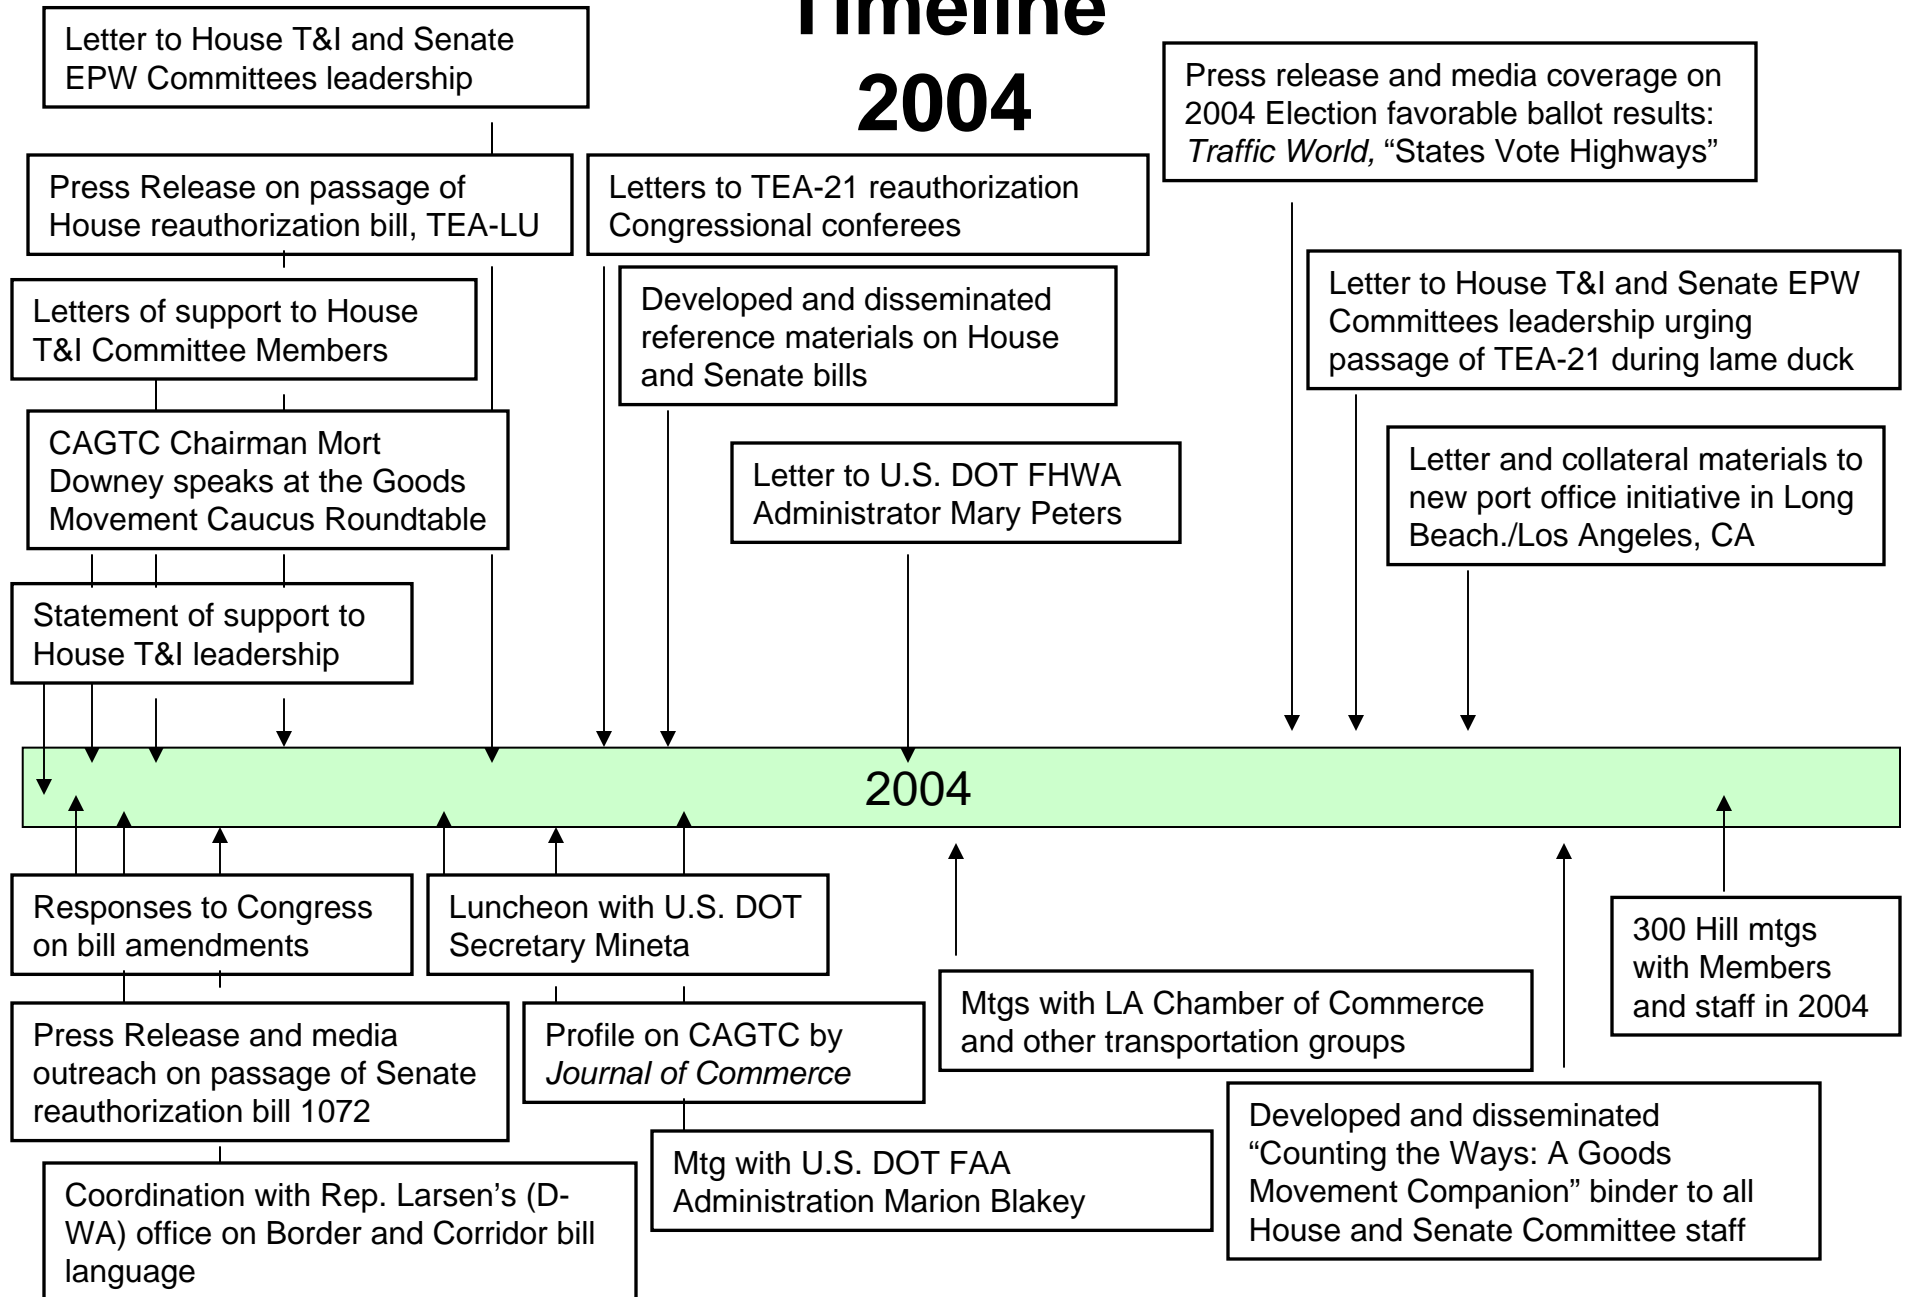 Timeline
2004
Letter to House T&I and Senate
EPW Committees leadership
Press release and media coverage on
2004 Election favorable ballot results:
Traffic World, “States Vote Highways”
Press Release on passage of
House reauthorization bill, TEA-LU
Letters to TEA-21 reauthorization
Congressional conferees
Letter to House T&I and Senate EPW
Committees leadership urging
passage of TEA-21 during lame duck
Letters of support to House
T&I Committee Members
Developed and disseminated
reference materials on House
and Senate bills
CAGTC Chairman Mort
Downey speaks at the Goods
Movement Caucus Roundtable
Letter to U.S. DOT FHWA
Administrator Mary Peters
Letter and collateral materials to
new port office initiative in Long
Beach./Los Angeles, CA
Statement of support to
House T&I leadership
2004
Responses to Congress
on bill amendments
Luncheon with U.S. DOT
Secretary Mineta
300 Hill mtgs
with Members
and staff in 2004
Mtgs with LA Chamber of Commerce
and other transportation groups
Press Release and media
outreach on passage of Senate
reauthorization bill 1072
Profile on CAGTC by
Journal of Commerce
Developed and disseminated
“Counting the Ways: A Goods
Movement Companion” binder to all
House and Senate Committee staff
Mtg with U.S. DOT FAA
Administration Marion Blakey
Coordination with Rep. Larsen’s (D-
WA) office on Border and Corridor bill
language